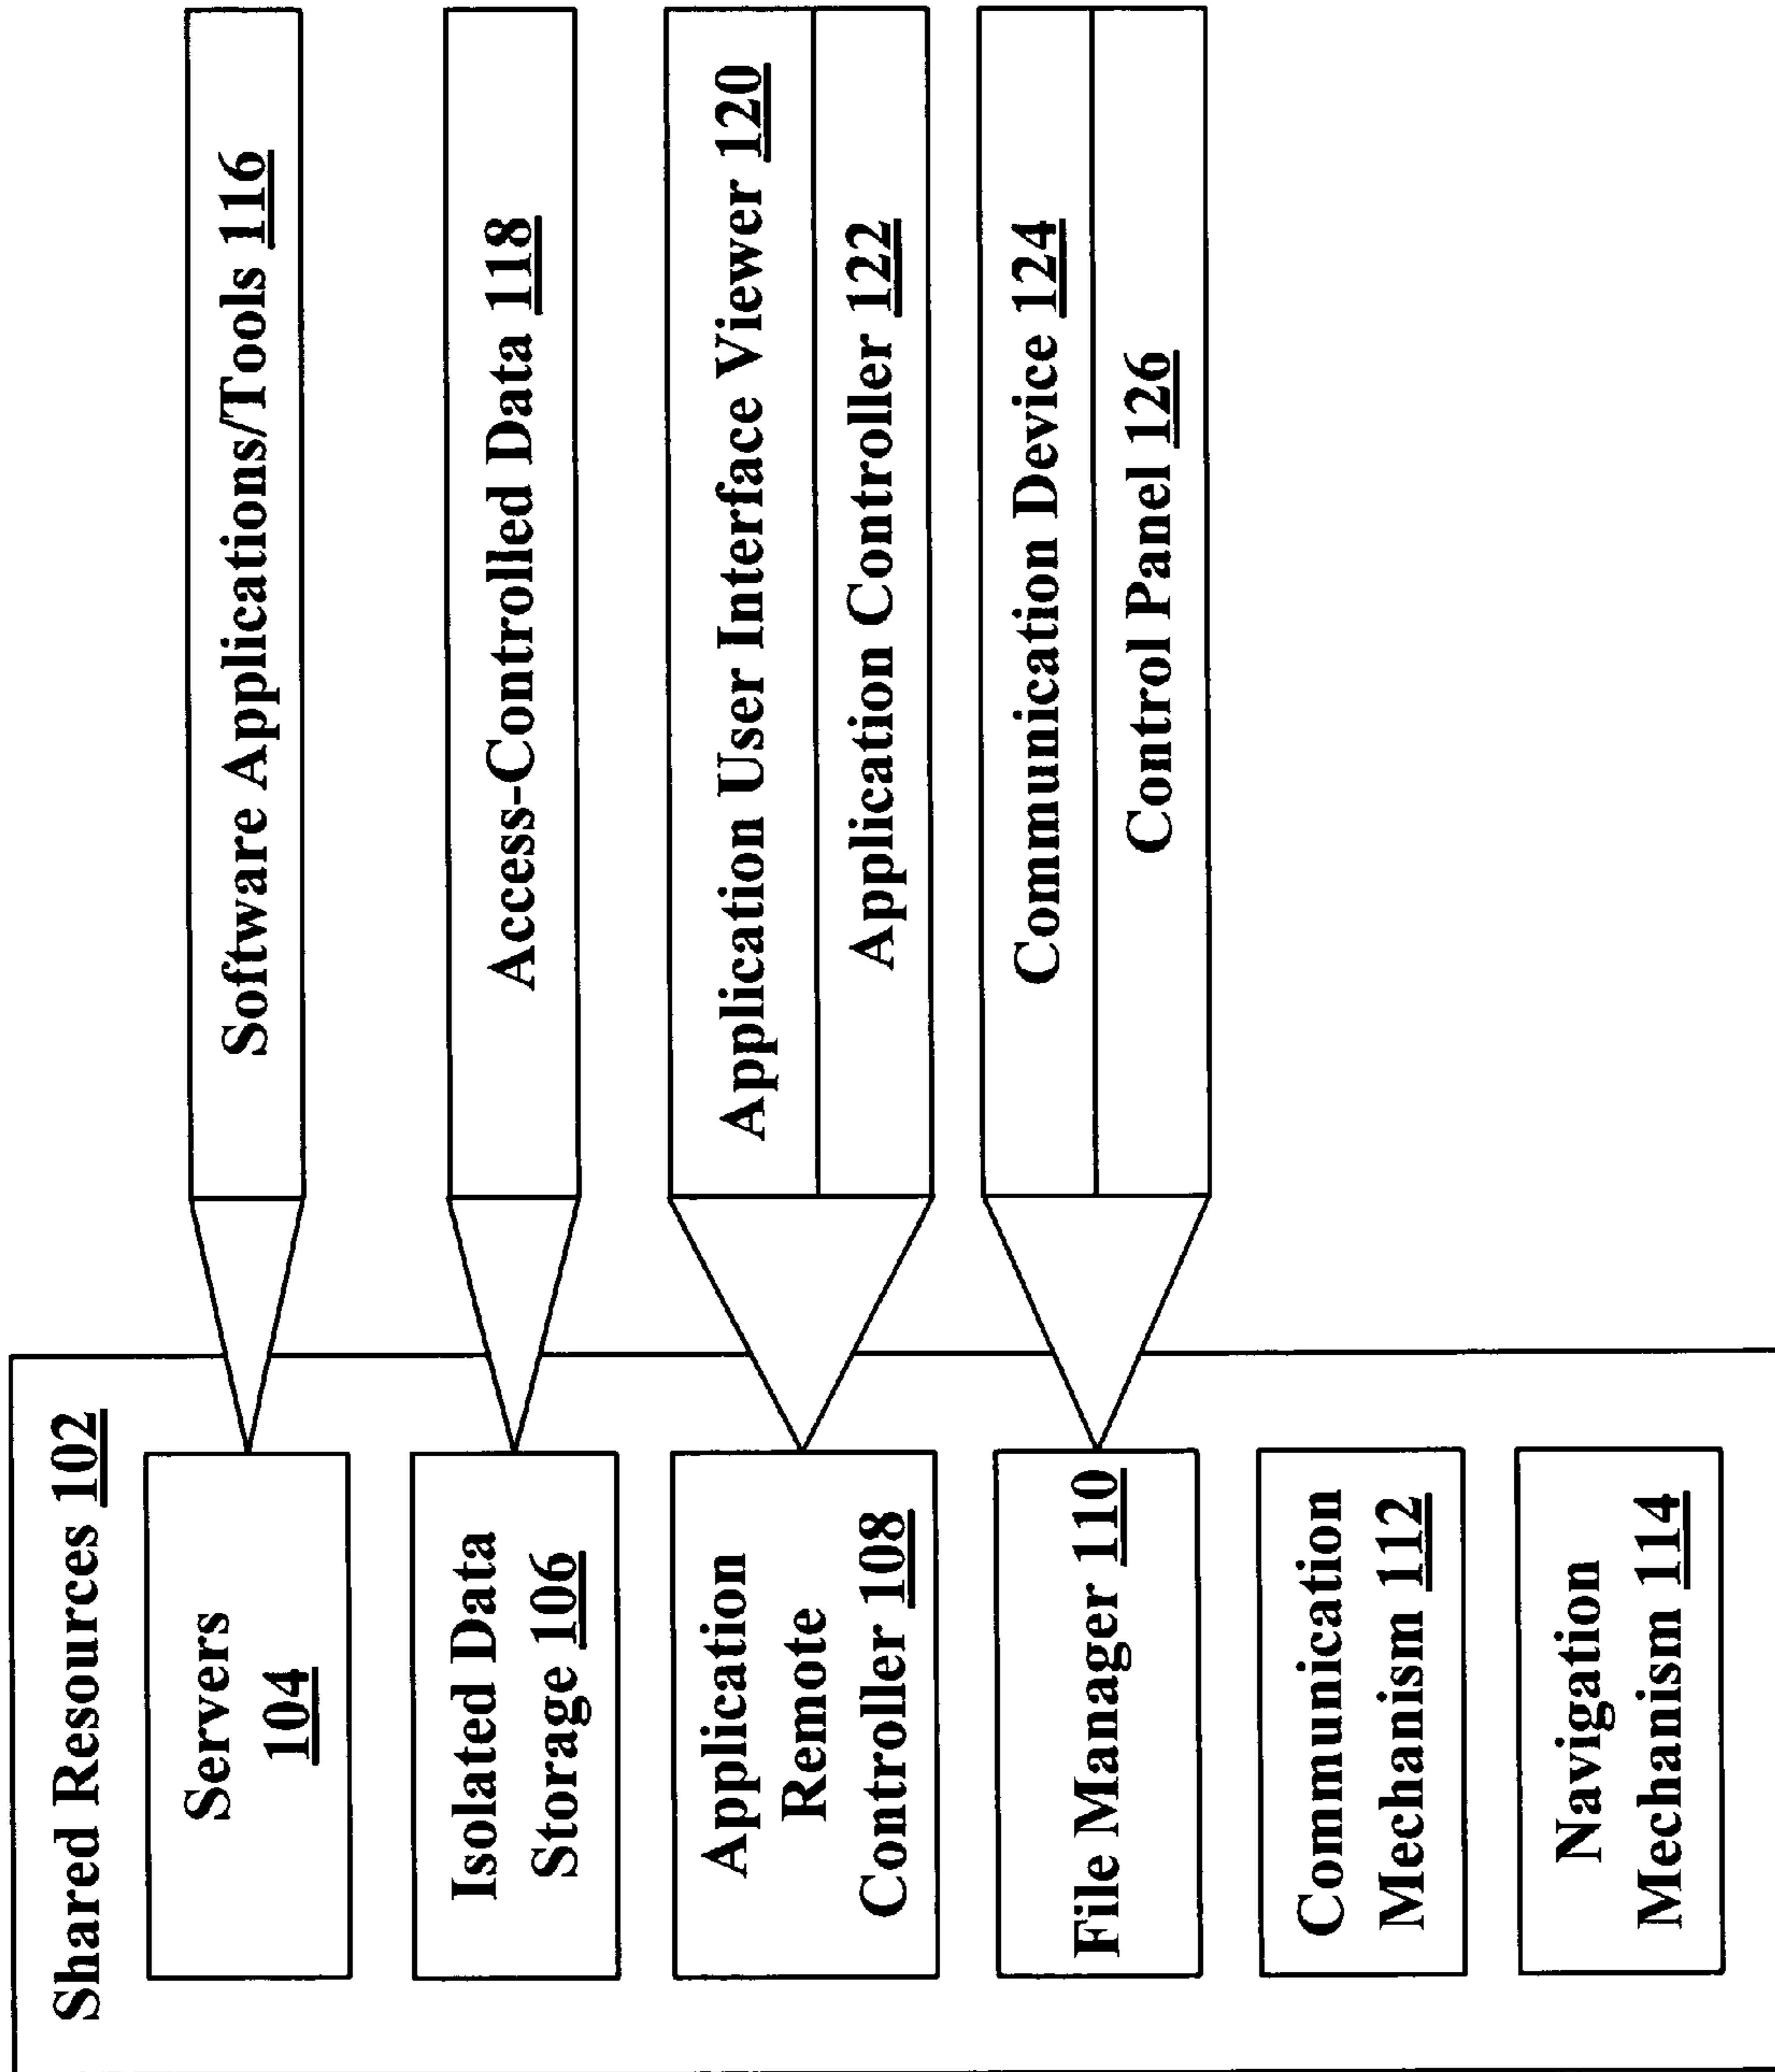 Shared Resources 102
Servers
104
Software Applications/Tools 116
Isolated Data
Storage 106
Access-Controlled Data 118
Application
Remote
Controller 108
Application User Interface Viewer 120
Application Controller 122
File Manager 110
Communication Device 124
Control Panel 126
Communication
Mechanism 112
Navigation
Mechanism 114